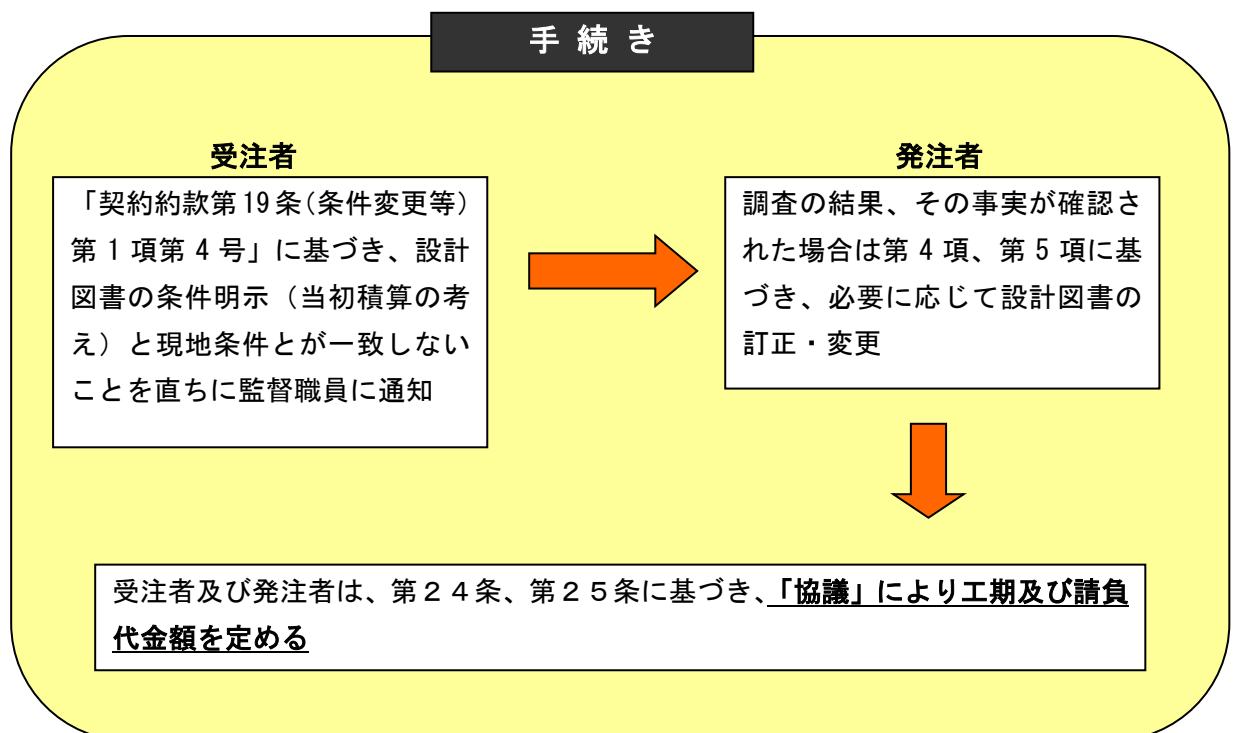 手 続 き
受注者
「契約約款第19条（条件変更等）
第１項第４号」に基づき、設計
図書の条件明示（当初積算の考
え）と現地条件とが一致しない
ことを直ちに監督職員に通知
発注者
調査の結果、その事実が確認さ
れた場合は第４項、第５項に基
づき、必要に応じて設計図書の
訂正・変更
受注者及び発注者は、第２４条、第２５条に基づき、「協議」により工期及び請負
代金額を定める